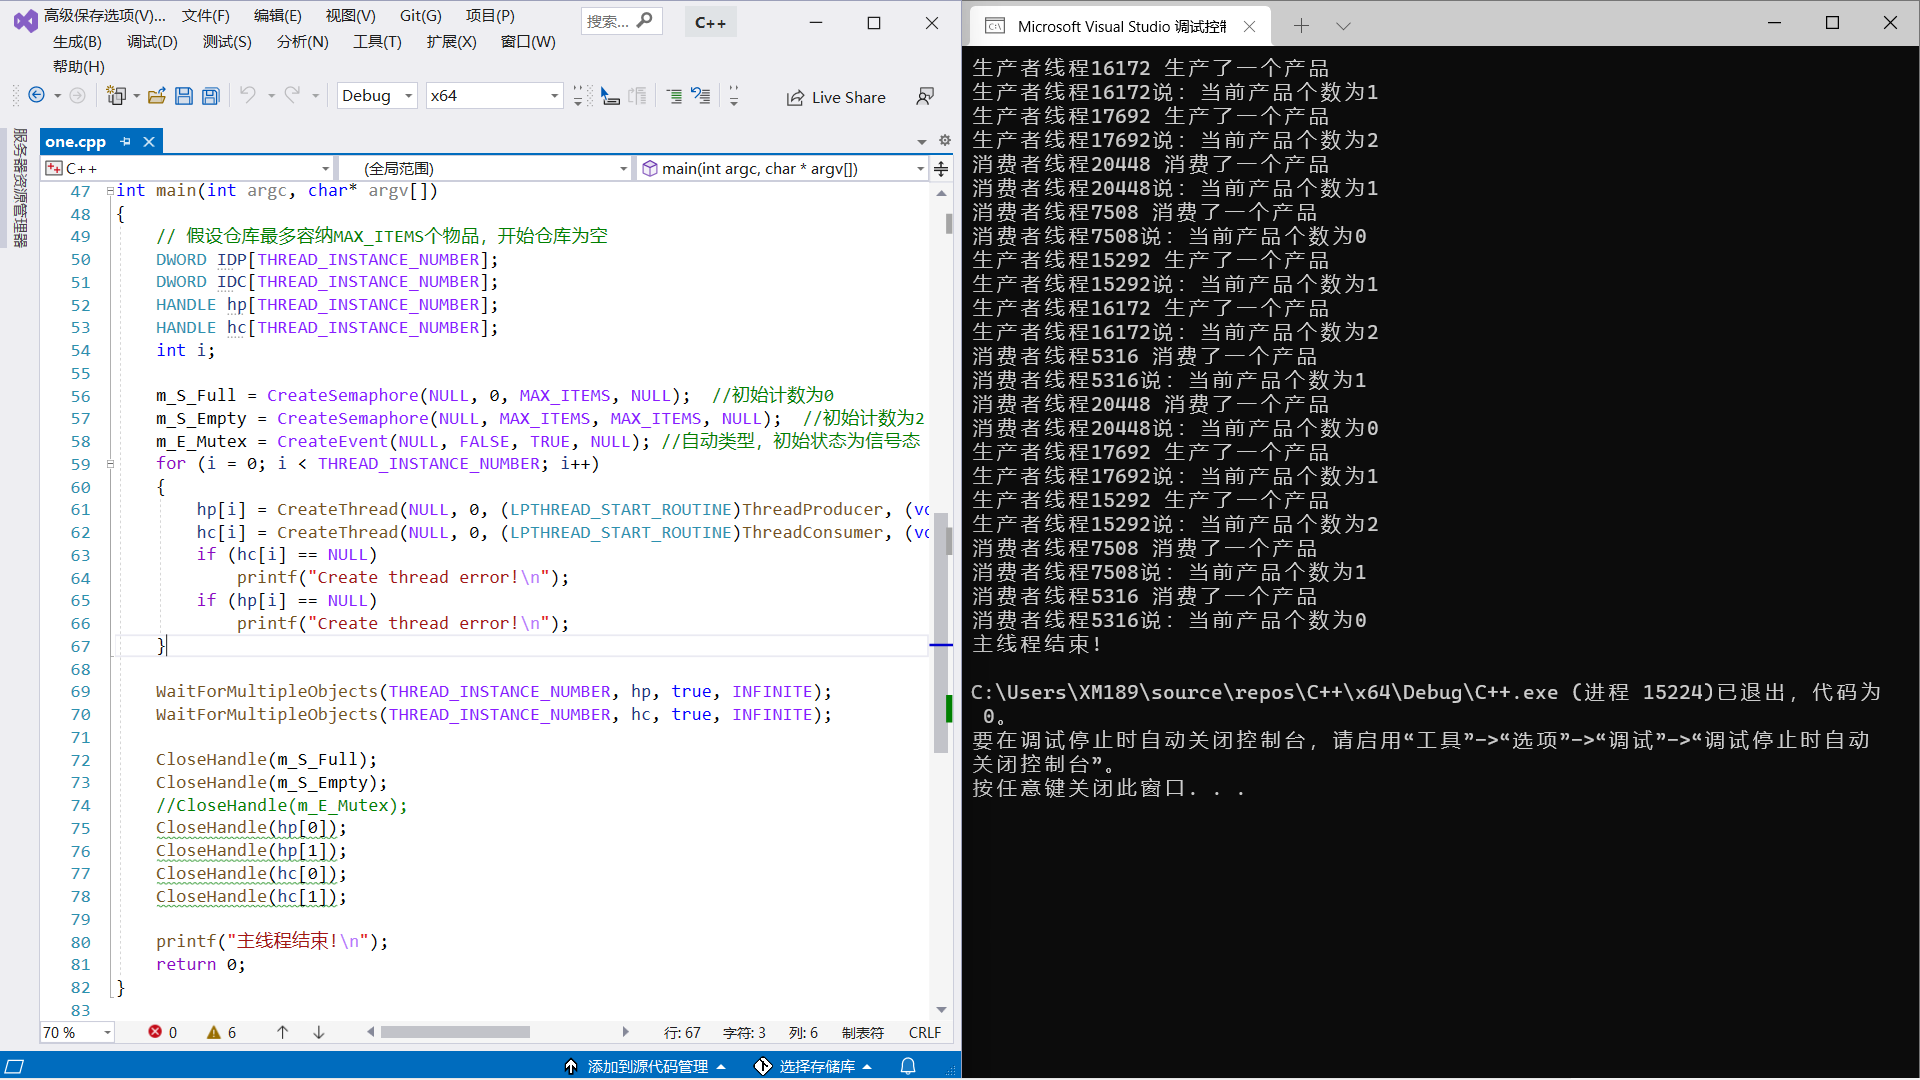 高级保存选项(V)... 文件(F) 编辑(E) 视图(V) Git(G) 项目(P) 搜索... C++
生成(B) 调试(D) 测试(S) 分析(N) 工具(T) 扩展(X) 窗口(W)
帮助(H)
Debug x64 Live Share
服务器资源管理器
one.cpp
C++ (全局范围) main(int argc, char * argv[])
47 int main(int argc, char* argv[])
48 {
49 // 假设仓库最多容纳MAX_ITEMS个物品，开始仓库为空
50 DWORD IDP[THREAD_INSTANCE_NUMBER];
51 DWORD IDC[THREAD_INSTANCE_NUMBER];
52 HANDLE hp[THREAD_INSTANCE_NUMBER];
53 HANDLE hc[THREAD_INSTANCE_NUMBER];
54 int i;
55
56 m_S_Full = CreateSemaphore(NULL, 0, MAX_ITEMS, NULL); //初始计数为0
57 m_S_Empty = CreateSemaphore(NULL, MAX_ITEMS, MAX_ITEMS, NULL); //初始计数为2
58 m_E_Mutex = CreateEvent(NULL, FALSE, TRUE, NULL); //自动类型，初始状态为信号态
59 for (i = 0; i < THREAD_INSTANCE_NUMBER; i++)
60 {
61 hp[i] = CreateThread(NULL, 0, (LPTHREAD_START_ROUTINE)ThreadProducer, (vo
62 hc[i] = CreateThread(NULL, 0, (LPTHREAD_START_ROUTINE)ThreadConsumer, (vo
63 if (hc[i] == NULL)
64 printf("Create thread error!\n");
65 if (hp[i] == NULL)
66 printf("Create thread error!\n");
67 }
68
69 WaitForMultipleObjects(THREAD_INSTANCE_NUMBER, hp, true, INFINITE);
70 WaitForMultipleObjects(THREAD_INSTANCE_NUMBER, hc, true, INFINITE);
71
72 CloseHandle(m_S_Full);
73 CloseHandle(m_S_Empty);
74 //CloseHandle(m_E_Mutex);
75 CloseHandle(hp[0]);
76 CloseHandle(hp[1]);
77 CloseHandle(hc[0]);
78 CloseHandle(hc[1]);
79
80 printf("主线程结束!\n");
81 return 0;
82 }
83
70 % 0 6 行: 67 字符: 3 列: 6 制表符 CRLF
添加到源代码管理 选择存储库
Microsoft Visual Studio 调试控制
生产者线程16172 生产了一个产品
生产者线程16172说: 当前产品个数为1
生产者线程17692 生产了一个产品
生产者线程17692说: 当前产品个数为2
消费者线程20448 消费了一个产品
消费者线程20448说: 当前产品个数为1
消费者线程7508 消费了一个产品
消费者线程7508说: 当前产品个数为0
生产者线程15292 生产了一个产品
生产者线程15292说: 当前产品个数为1
生产者线程16172 生产了一个产品
生产者线程16172说: 当前产品个数为2
消费者线程5316 消费了一个产品
消费者线程5316说: 当前产品个数为1
消费者线程20448 消费了一个产品
消费者线程20448说: 当前产品个数为0
生产者线程17692 生产了一个产品
生产者线程17692说: 当前产品个数为1
生产者线程15292 生产了一个产品
生产者线程15292说: 当前产品个数为2
消费者线程7508 消费了一个产品
消费者线程7508说: 当前产品个数为1
消费者线程5316 消费了一个产品
消费者线程5316说: 当前产品个数为0
主线程结束!
C:\Users\XM189\source\repos\C++\x64\Debug\C++.exe (进程 15224)已退出，代码为
0。
要在调试停止时自动关闭控制台，请启用“工具”->“选项”->“调试”->“调试停止时自动
关闭控制台”。
按任意键关闭此窗口. . .